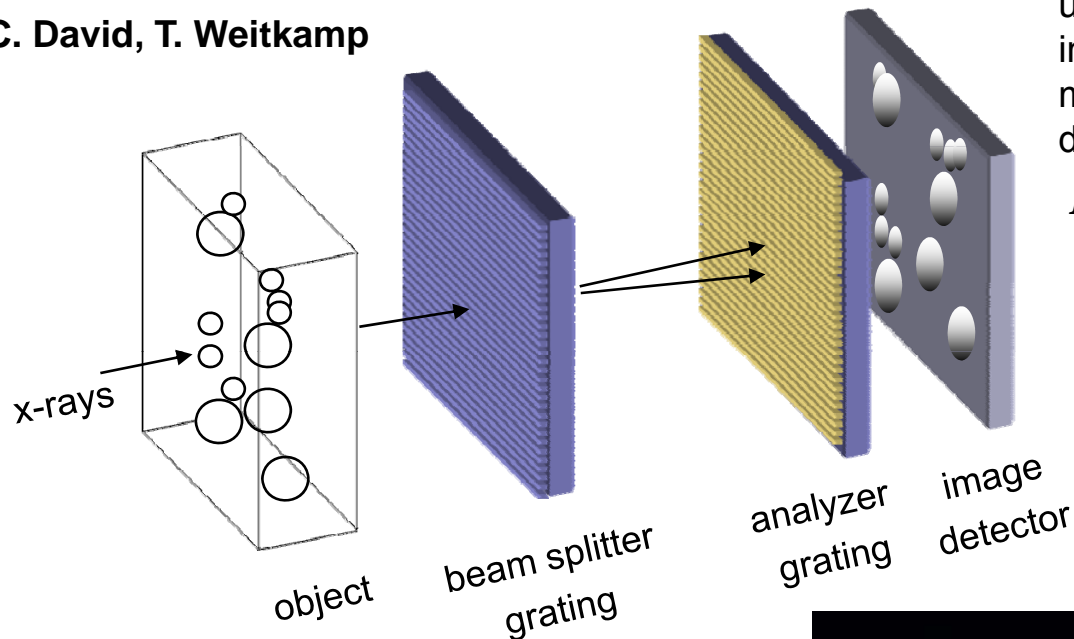 C. David, T. Weitkamp
x-rays
object
beam splitter
grating
analyzer
grating
image
detector